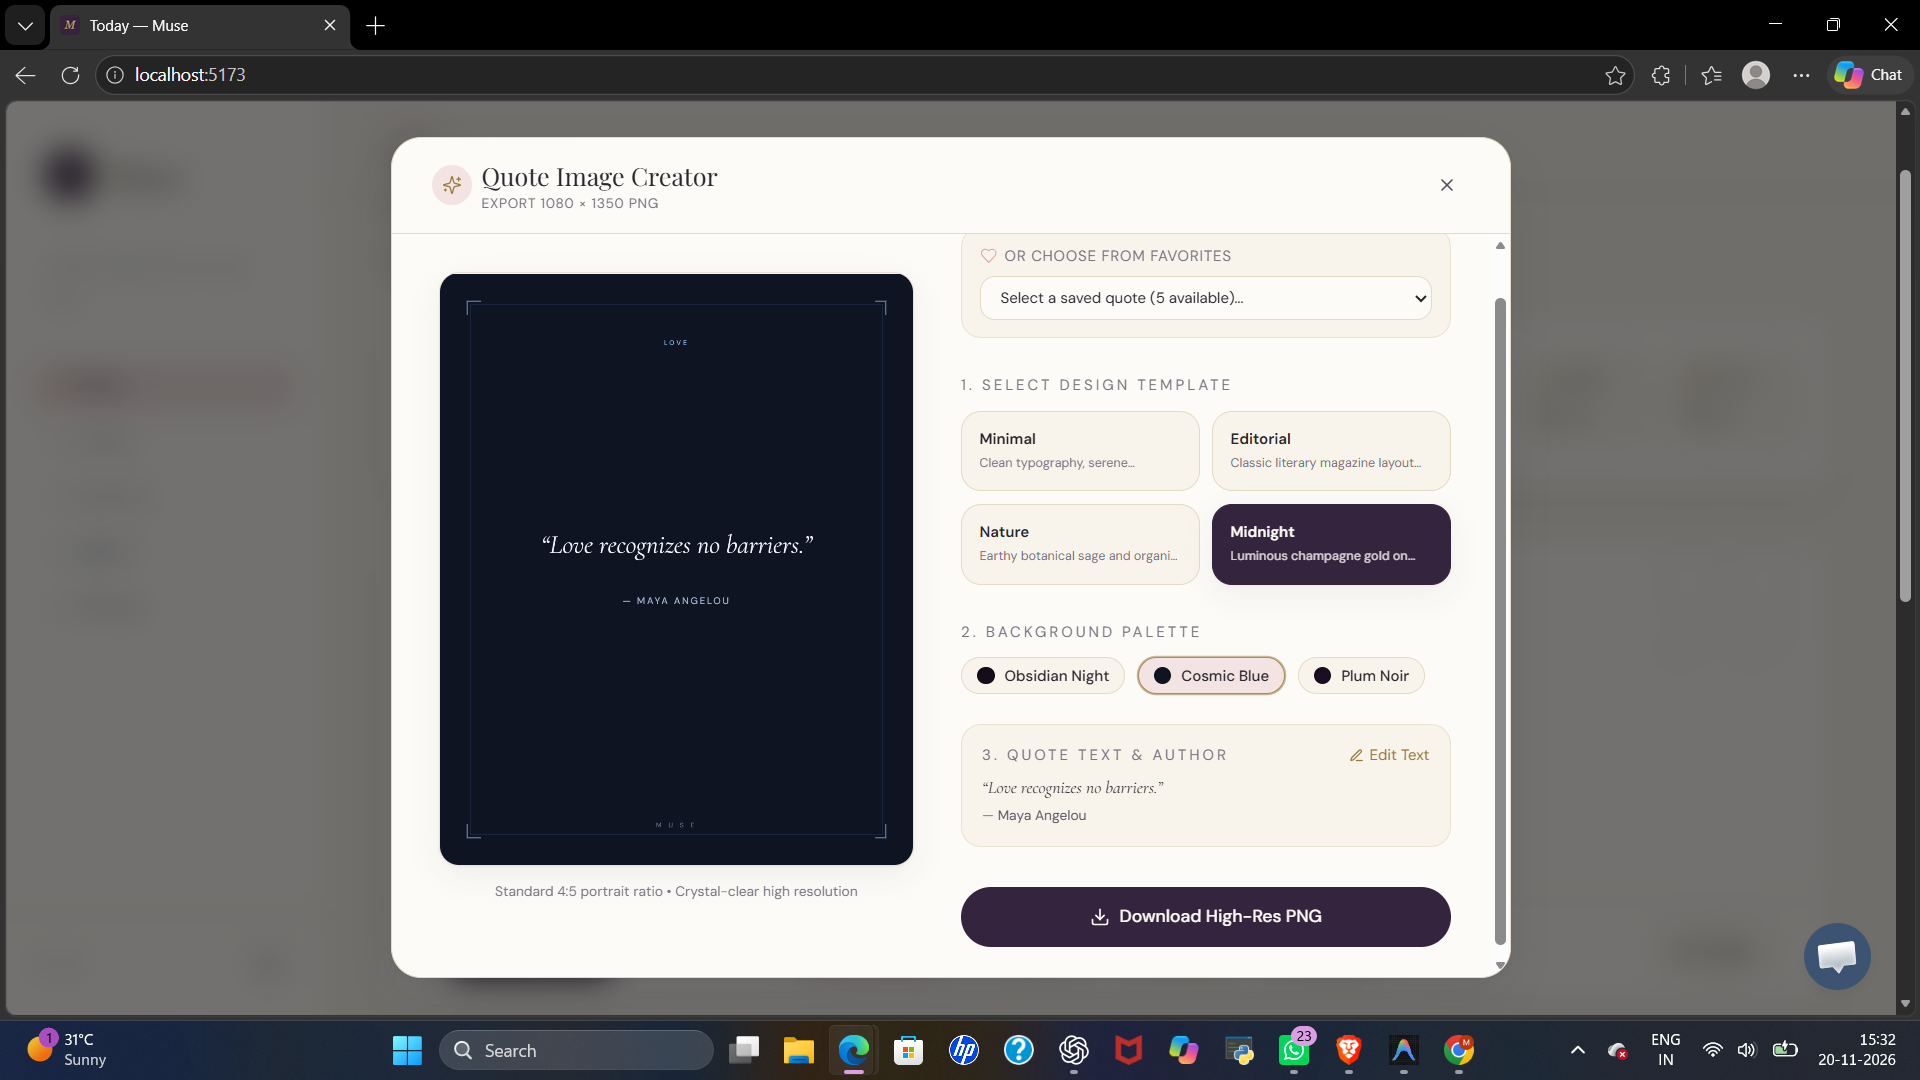 M
Today — Muse
localhost:5173
Chat
Quote Image Creator
EXPORT 1080 × 1350 PNG
LOVE
“Love recognizes no barriers.”
— MAYA ANGELOU
MUSE
Standard 4:5 portrait ratio • Crystal-clear high resolution
OR CHOOSE FROM FAVORITES
Select a saved quote (5 available)...
1. SELECT DESIGN TEMPLATE
Minimal
Clean typography, serene...
Editorial
Classic literary magazine layout...
Nature
Earthy botanical sage and organi...
Midnight
Luminous champagne gold on...
2. BACKGROUND PALETTE
Obsidian Night
Cosmic Blue
Plum Noir
3. QUOTE TEXT & AUTHOR
Edit Text
“Love recognizes no barriers.”
— Maya Angelou
Download High-Res PNG
1
31°C
Sunny
Search
hp
?
23
M
ENG
IN
15:32
20-11-2026